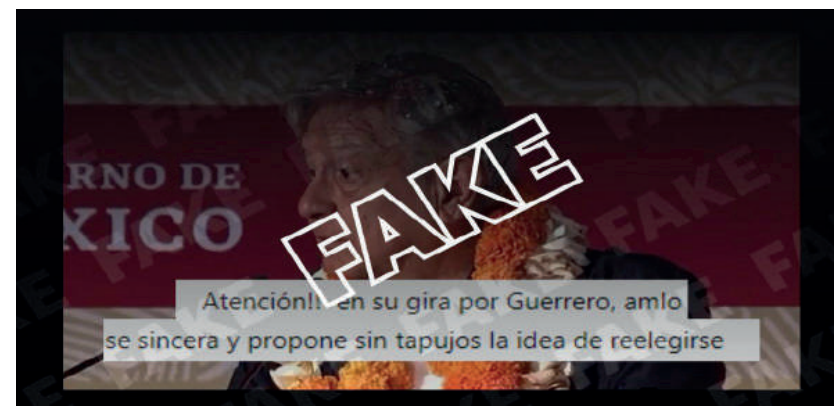 RNO DE
XICO
FAKE
Atención!! en su gira por Guerrero, amlo
se sincera y propone sin tapujos la idea de reelegirse